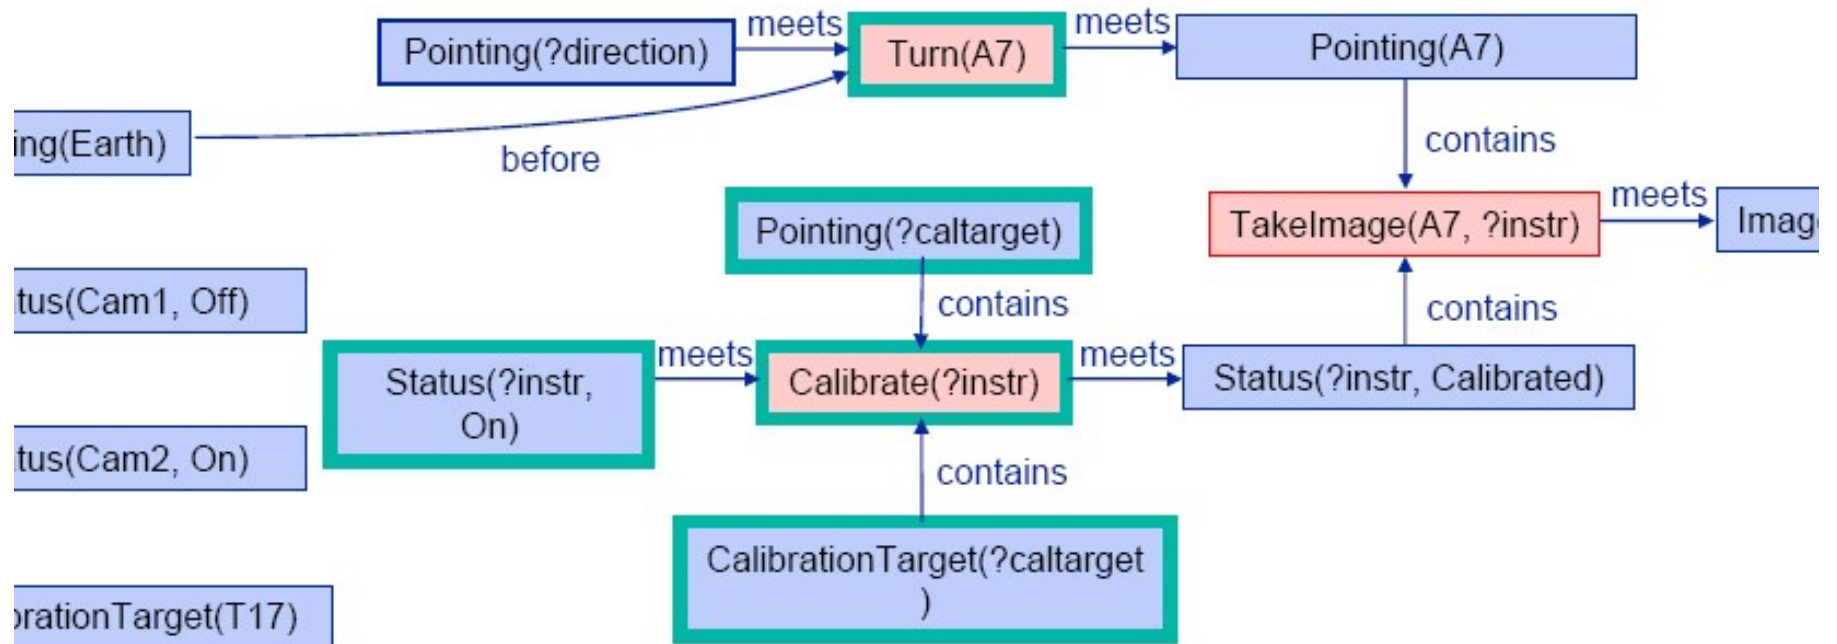 meets
meets
Pointing(?direction)
Turn(A7)
Pointing(A7)
ing(Earth)
before
contains
Pointing(?caltarget)
TakeImage(A7, ?instr)
meets
Imag
tus(Cam1, Off)
contains
contains
Status(?instr,
On)
meets
Calibrate(?instr)
meets
Status(?instr, Calibrated)
tus(Cam2, On)
contains
CalibrationTarget(?caltarget
)
brationTarget(T17)